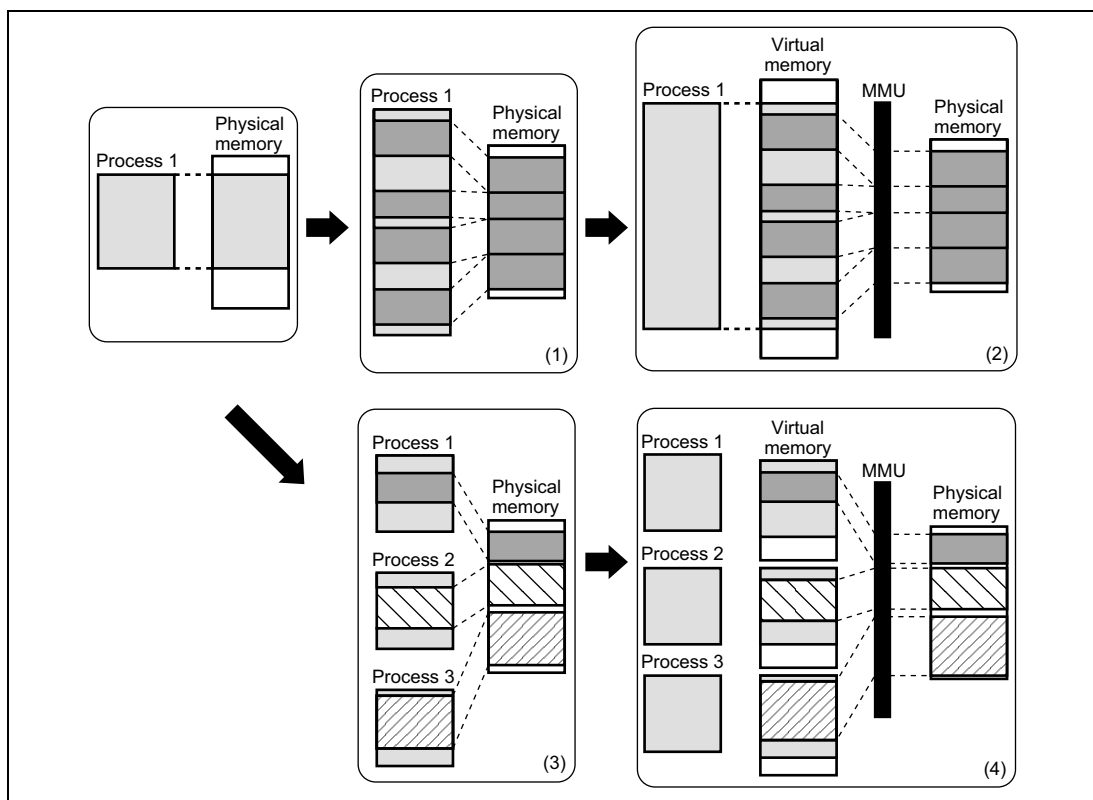 Process 1
Physical
memory
Process 1
Physical
memory
(1)
Process 1
Virtual
memory
MMU
Physical
memory
(2)
Process 1
Process 2
Process 3
Physical
memory
(3)
Process 1
Process 2
Process 3
Virtual
memory
MMU
Physical
memory
(4)